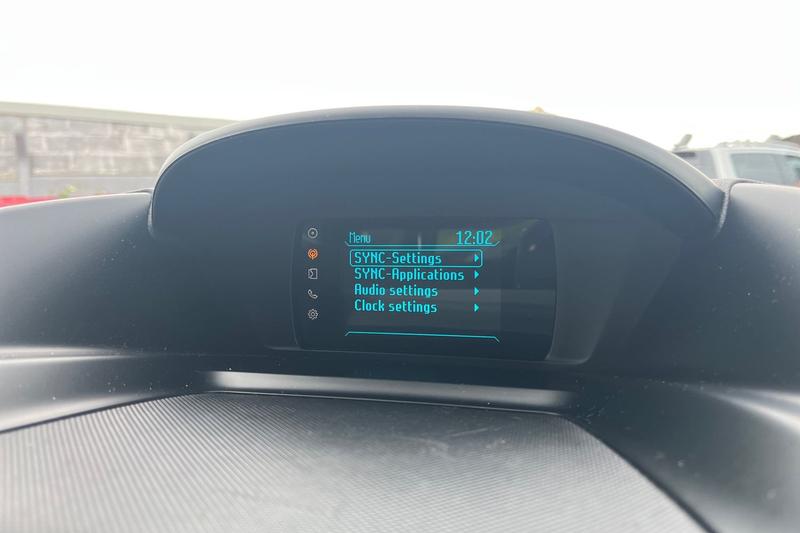 Menu 12:02
SYNC-Settings
SYNC-Applications
Audio settings
Clock settings